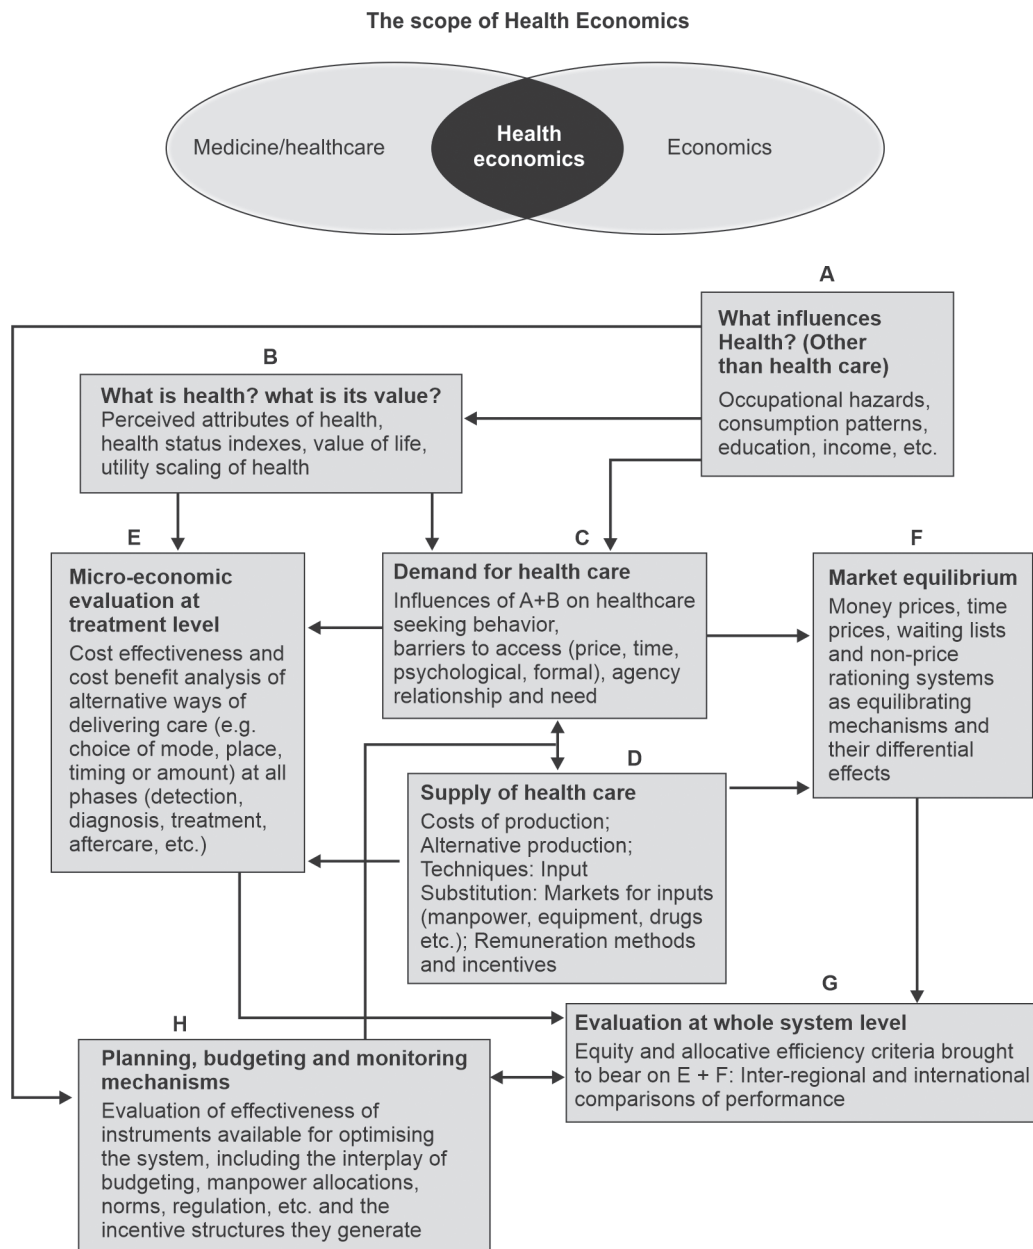 The scope of Health Economics
Medicine/healthcare
Health
economics
Economics
A
What influences
Health? (Other
than health care)
Occupational hazards,
consumption patterns,
education, income, etc.
B
What is health? what is its value?
Perceived attributes of health,
health status indexes, value of life,
utility scaling of health
E
Micro-economic
evaluation at
treatment level
Cost effectiveness and
cost benefit analysis of
alternative ways of
delivering care (e.g.
choice of mode, place,
timing or amount) at all
phases (detection,
diagnosis, treatment,
aftercare, etc.)
C
Demand for health care
Influences of A+B on healthcare
seeking behavior,
barriers to access (price, time,
psychological, formal), agency
relationship and need
F
Market equilibrium
Money prices, time
prices, waiting lists
and non-price
rationing systems
as equilibrating
mechanisms and
their differential
effects
D
Supply of health care
Costs of production;
Alternative production;
Techniques: Input
Substitution: Markets for inputs
(manpower, equipment, drugs
etc.); Remuneration methods
and incentives
G
Evaluation at whole system level
Equity and allocative efficiency criteria brought
to bear on E + F: Inter-regional and international
comparisons of performance
H
Planning, budgeting and monitoring
mechanisms
Evaluation of effectiveness of
instruments available for optimising
the system, including the interplay of
budgeting, manpower allocations,
norms, regulation, etc. and the
incentive structures they generate